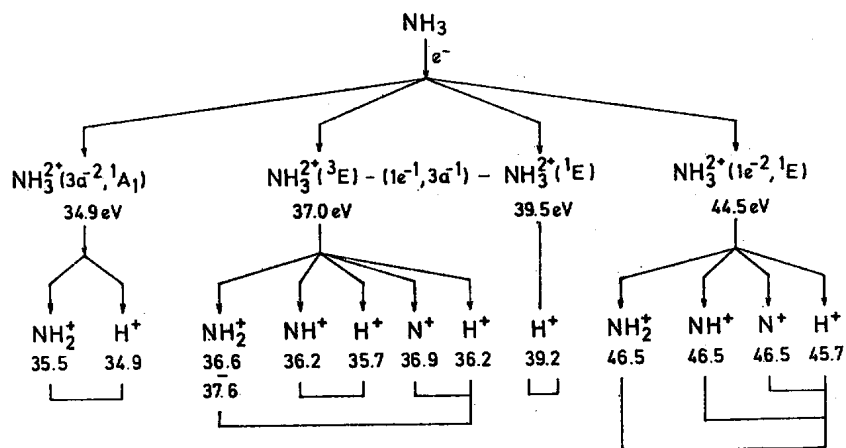 NH₃
e⁻
NH₃²⁺(3a⁻², ¹A₁) NH₃²⁺(³E) – (1e⁻¹, 3a⁻¹) – NH₃²⁺(¹E) NH₃²⁺(1e⁻², ¹E)
34.9 eV 37.0 eV 39.5 eV 44.5 eV
NH₂⁺ H⁺ NH₂⁺ NH⁺ H⁺ N⁺ H⁺ H⁺ NH₂⁺ NH⁺ N⁺ H⁺
35.5 34.9 36.6 36.2 35.7 36.9 36.2 39.2 46.5 46.5 46.5 45.7
–
37.6